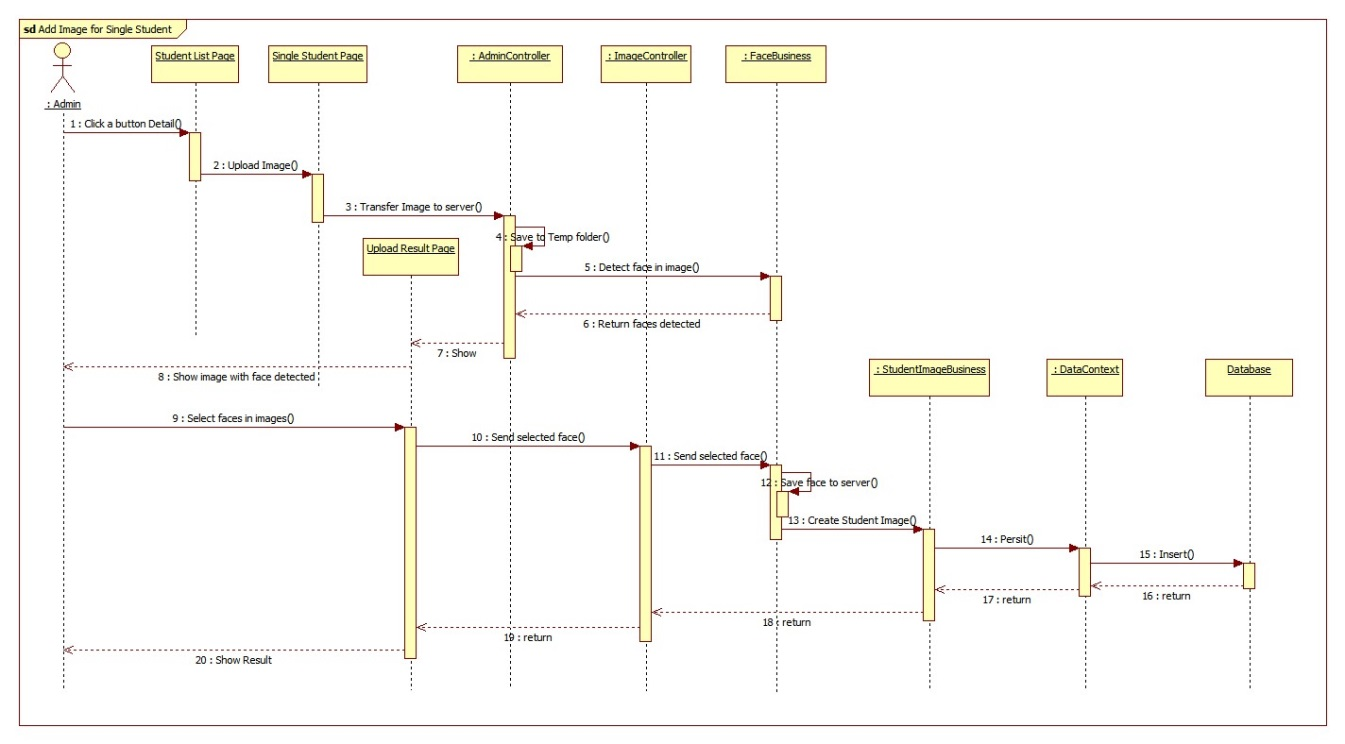 sd Add Image for Single Student
Student List Page
Single Student Page
: AdminController
: ImageController
: FaceBusiness
: Admin
1 : Click a button Detail()
2 : Upload Image()
3 : Transfer Image to server()
4 : Save to Temp folder()
Upload Result Page
5 : Detect face in image()
6 : Return faces detected
7 : Show
8 : Show image with face detected
: StudentImageBusiness
: DataContext
Database
9 : Select faces in images()
10 : Send selected face()
11 : Send selected face()
12 : Save face to server()
13 : Create Student Image()
14 : Persit()
15 : Insert()
16 : return
17 : return
18 : return
19 : return
20 : Show Result